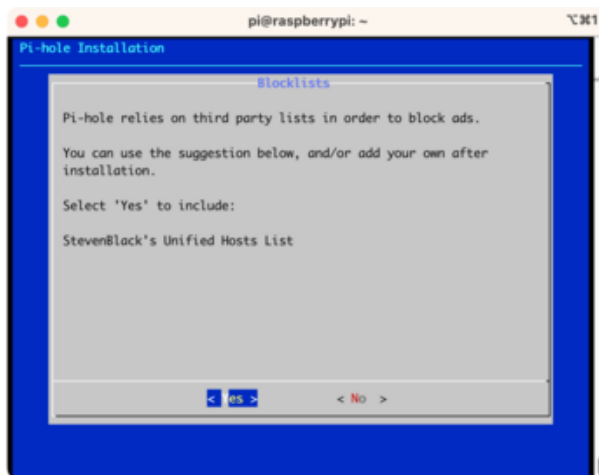 pi@raspberrypi: ~
⌥⌘1
Pi-hole Installation
Blocklists
Pi-hole relies on third party lists in order to block ads.
You can use the suggestion below, and/or add your own after
installation.
Select 'Yes' to include:
StevenBlack's Unified Hosts List
< Yes > < No >